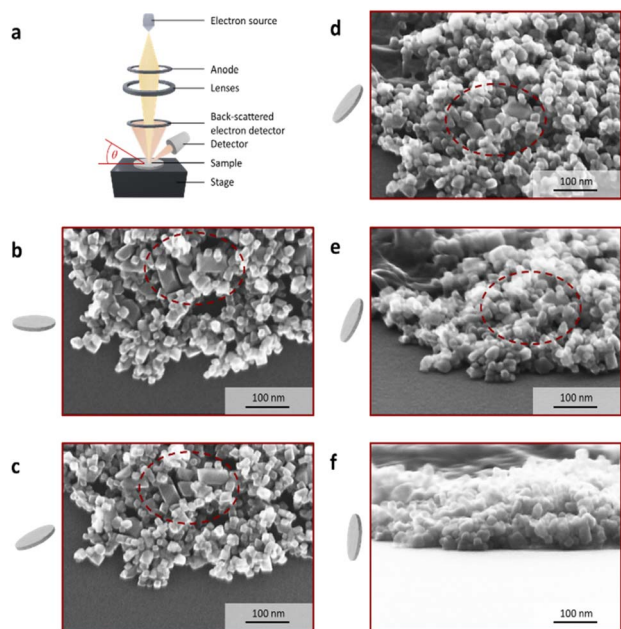 a
Electron source
Anode
Lenses
Back-scattered
electron detector
Detector
Sample
Stage
θ
b
100 nm
c
100 nm
d
100 nm
e
100 nm
f
100 nm